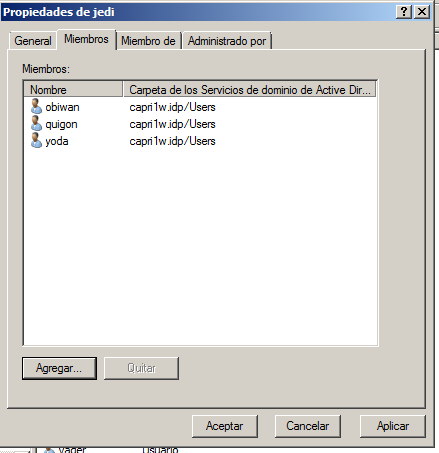 Propiedades de jedi
General Miembros Miembro de Administrado por
Miembros:
Nombre Carpeta de los Servicios de dominio de Active Dir...
obiwan capri1w.idp/Users
quigon capri1w.idp/Users
yoda capri1w.idp/Users
Agregar... Quitar
Aceptar Cancelar Aplicar
vader Usuario